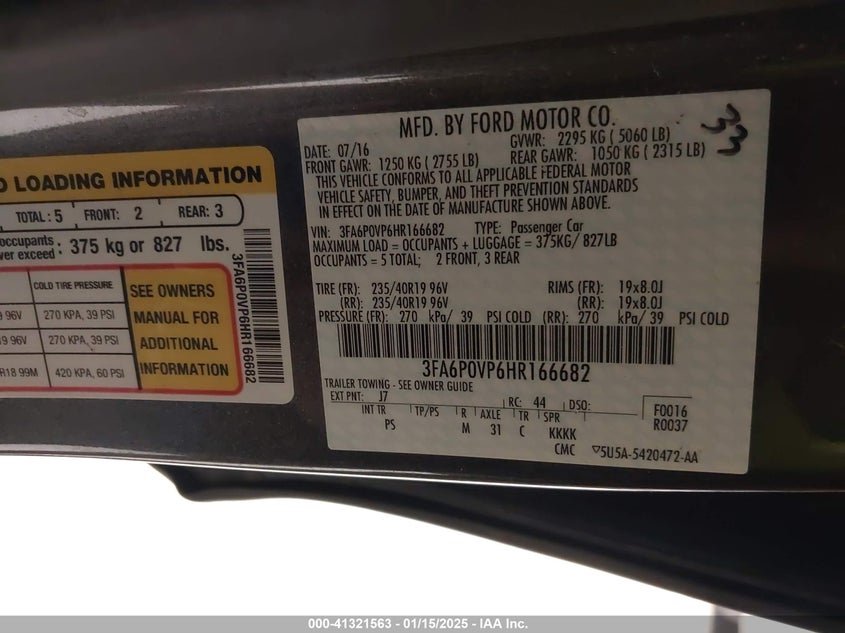 D LOADING INFORMATION
TOTAL: 5 FRONT: 2 REAR: 3
occupants
ver exceed: 375 kg or 827 lbs.
COLD TIRE PRESSURE
96V 270 KPA, 39 PSI
19 96V 270 KPA, 39 PSI
R18 99M 420 KPA, 60 PSI
SEE OWNERS
MANUAL FOR
ADDITIONAL
INFORMATION
3FA6P0VP6HR166682
MFD. BY FORD MOTOR CO.
DATE: 07/16 GVWR: 2295 KG ( 5060 LB)
FRONT GAWR: 1250 KG ( 2755 LB) REAR GAWR: 1050 KG ( 2315 LB)
THIS VEHICLE CONFORMS TO ALL APPLICABLE FEDERAL MOTOR
VEHICLE SAFETY, BUMPER, AND THEFT PREVENTION STANDARDS
IN EFFECT ON THE DATE OF MANUFACTURE SHOWN ABOVE.
VIN: 3FA6P0VP6HR166682 TYPE: Passenger Car
MAXIMUM LOAD = OCCUPANTS + LUGGAGE = 375KG/ 827LB
OCCUPANTS = 5 TOTAL; 2 FRONT, 3 REAR
TIRE (FR): 235/40R19 96V RIMS (FR): 19x8.0J
(RR): 235/40R19 96V (RR): 19x8.0J
PRESSURE (FR): 270 kPa/ 39 PSI COLD (RR): 270 kPa/ 39 PSI COLD
3FA6P0VP6HR166682
TRAILER TOWING - SEE OWNER GUIDE
EXT PNT: J7 RC: 44 DSO: F0016
INT TR TP/PS R AXLE TR SPR R0037
PS M 31 C KKKK
CMC 5U5A-5420472-AA
33
000-41321563 - 01/15/2025 - IAA Inc.